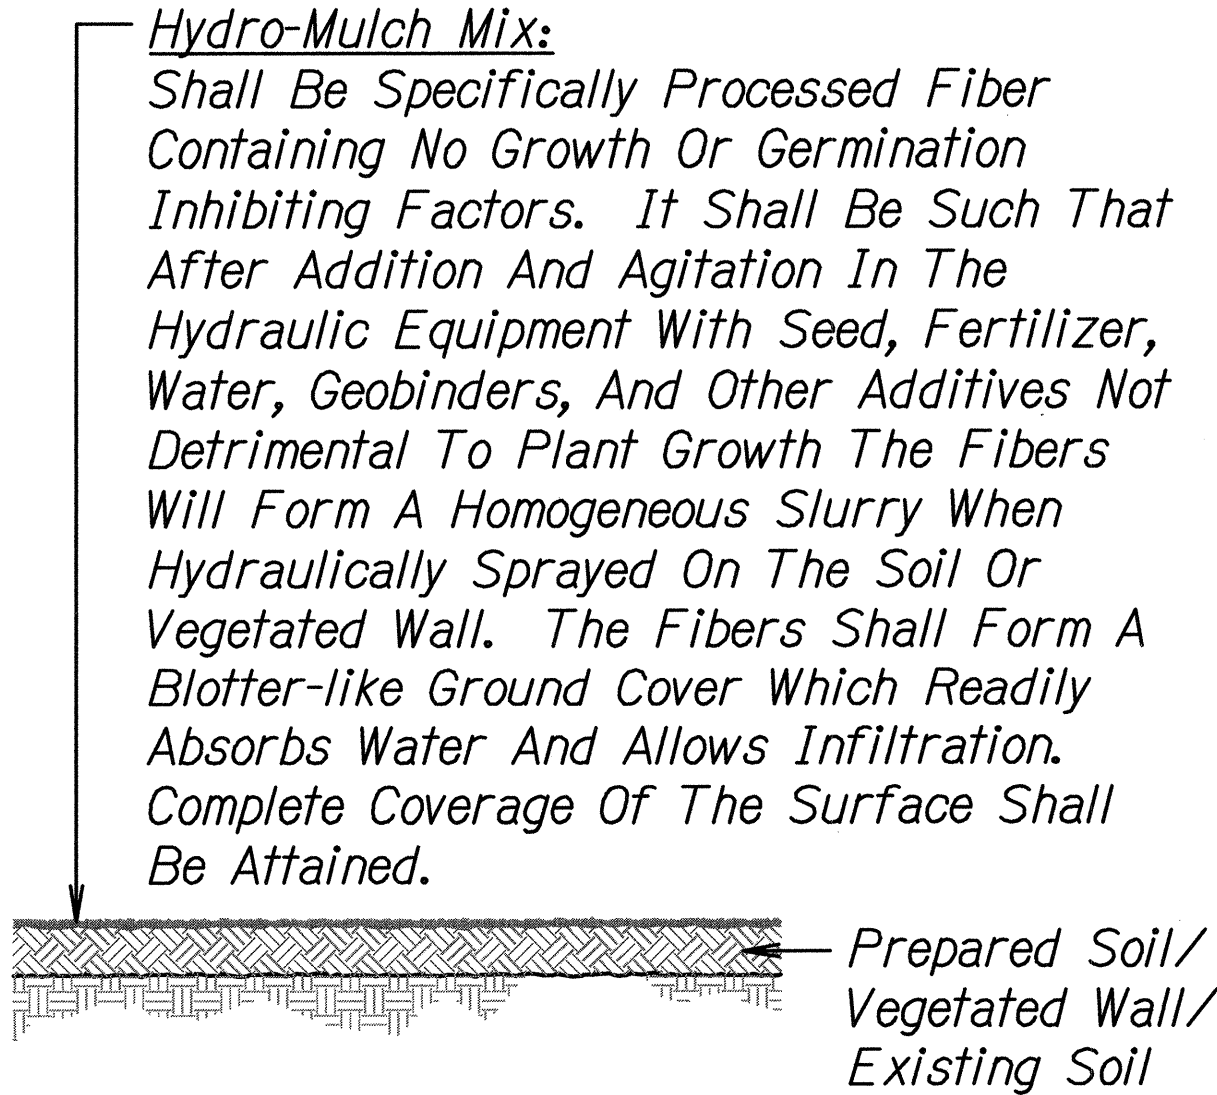 Hydro-Mulch Mix:
Shall Be Specifically Processed Fiber
Containing No Growth Or Germination
Inhibiting Factors. It Shall Be Such That
After Addition And Agitation In The
Hydraulic Equipment With Seed, Fertilizer,
Water, Geobinders, And Other Additives Not
Detrimental To Plant Growth The Fibers
Will Form A Homogeneous Slurry When
Hydraulically Sprayed On The Soil Or
Vegetated Wall. The Fibers Shall Form A
Blotter-like Ground Cover Which Readily
Absorbs Water And Allows Infiltration.
Complete Coverage Of The Surface Shall
Be Attained.
Prepared Soil/
Vegetated Wall/
Existing Soil